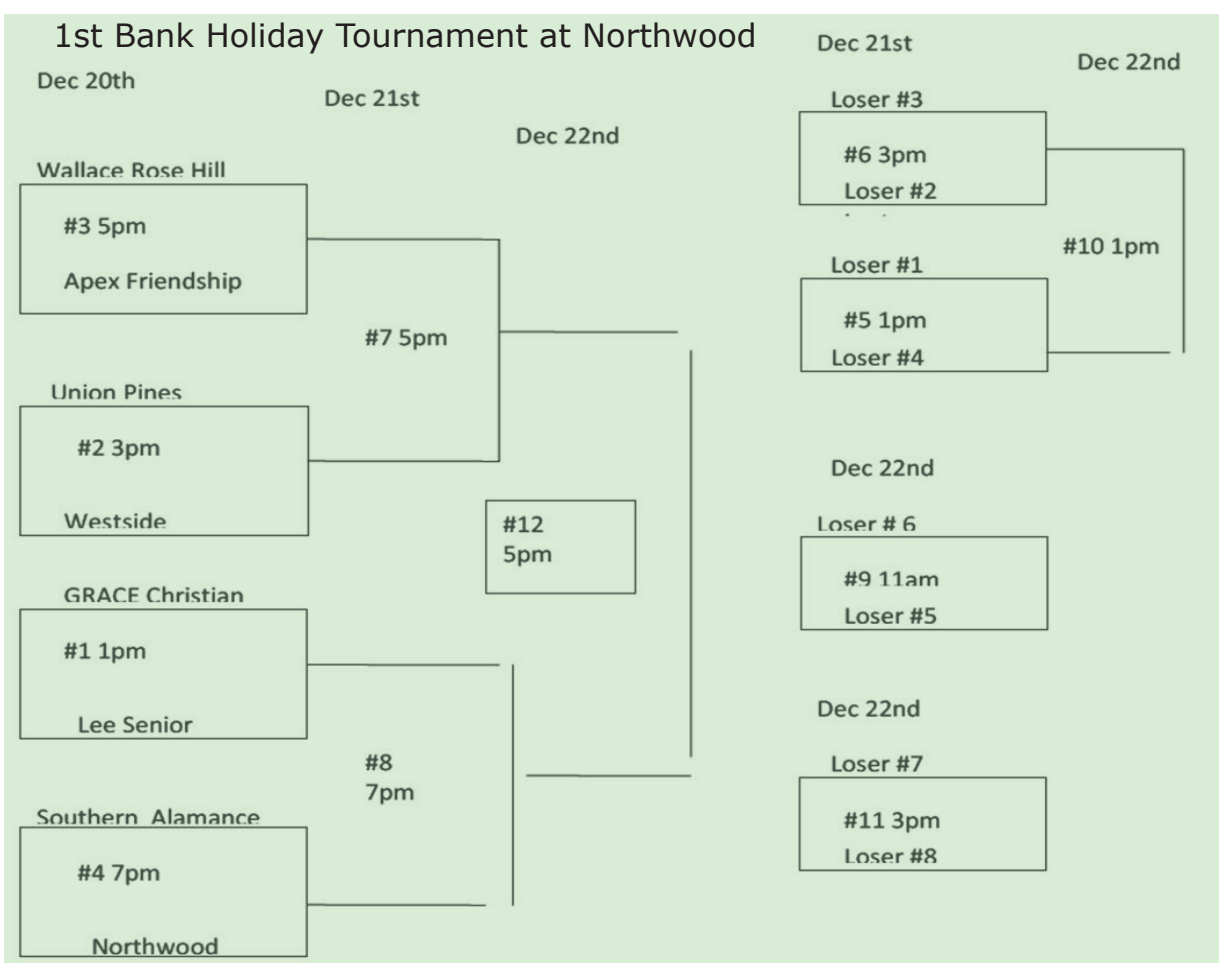 1st Bank Holiday Tournament at Northwood
Dec 20th
Dec 21st
Dec 22nd
Wallace Rose Hill
#3 5pm
Apex Friendship
#7 5pm
Union Pines
#2 3pm
Westside
#12
5pm
GRACE Christian
#1 1pm
Lee Senior
#8
7pm
Southern Alamance
#4 7pm
Northwood
Dec 21st
Dec 22nd
Loser #3
#6 3pm
Loser #2
#10 1pm
Loser #1
#5 1pm
Loser #4
Dec 22nd
Loser # 6
#9 11am
Loser #5
Dec 22nd
Loser #7
#11 3pm
Loser #8